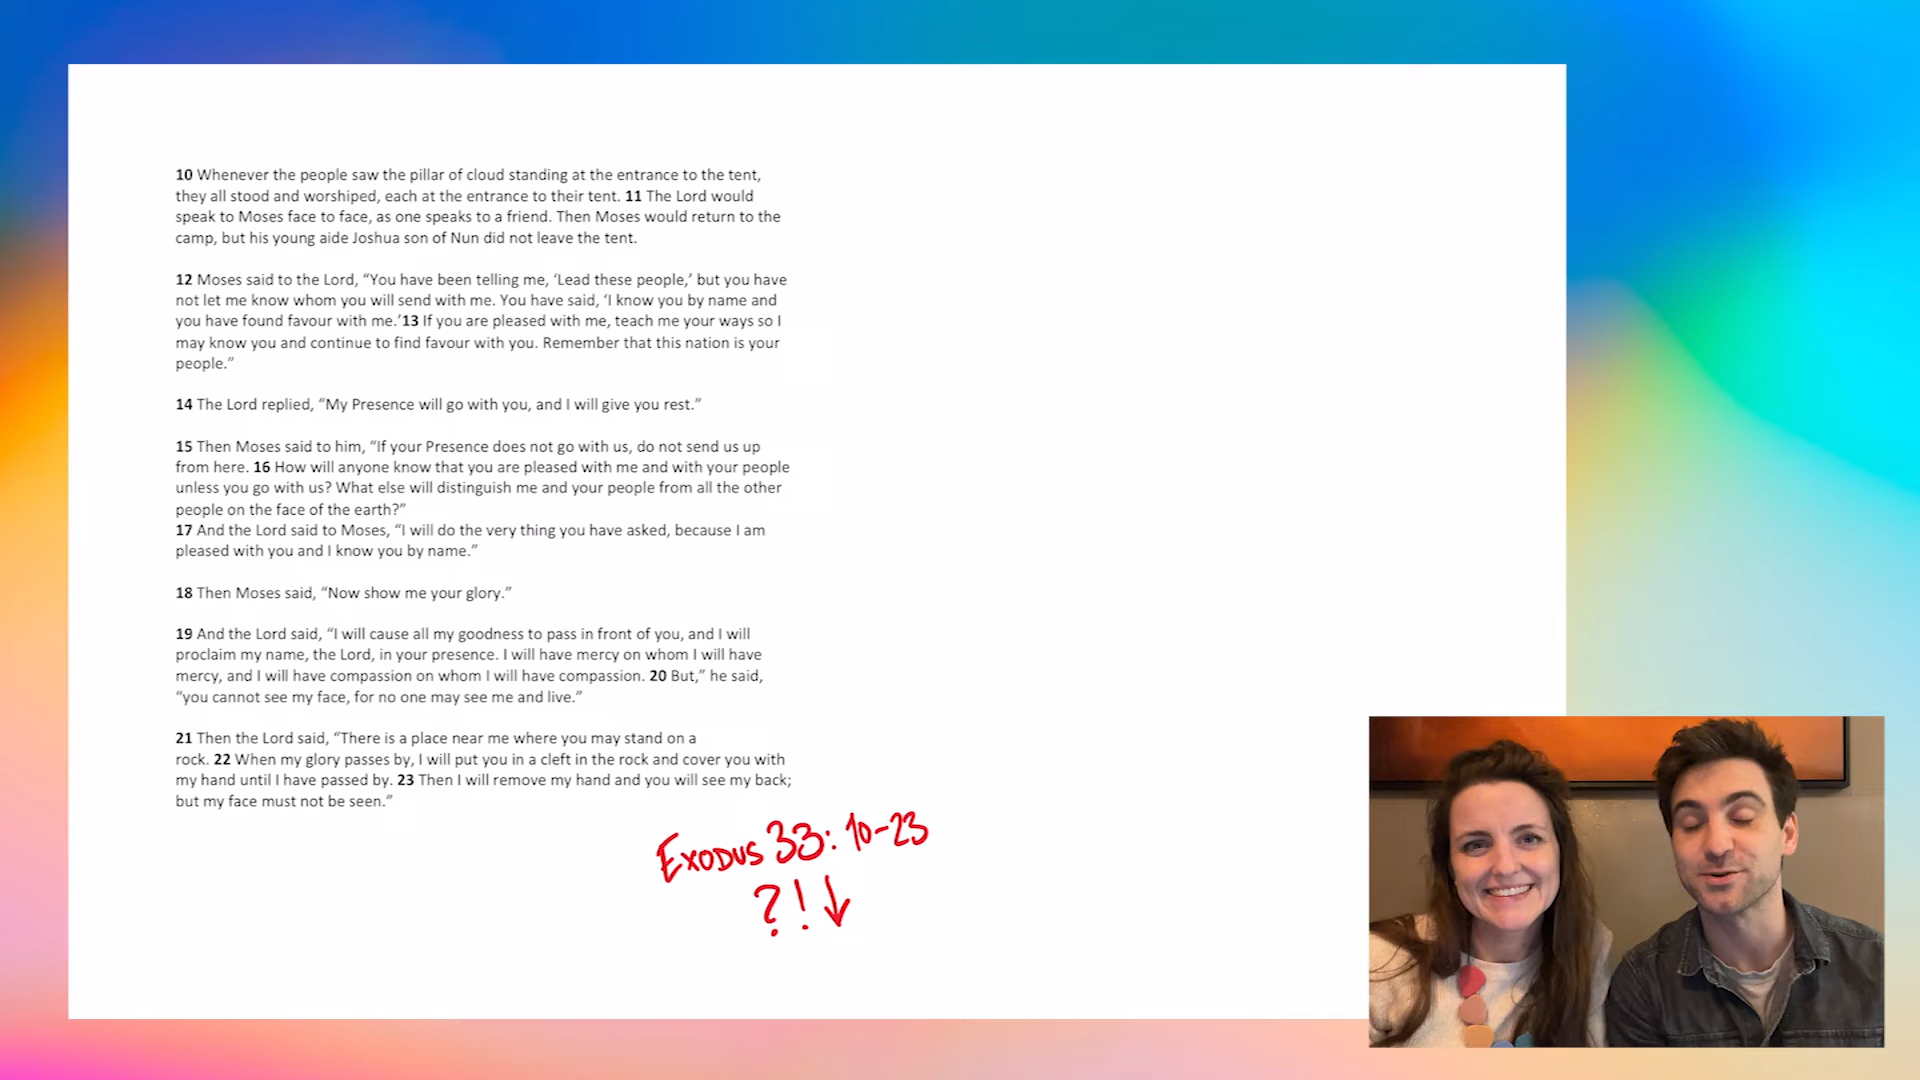 10 Whenever the people saw the pillar of cloud standing at the entrance to the tent,
they all stood and worshiped, each at the entrance to their tent. 11 The Lord would
speak to Moses face to face, as one speaks to a friend. Then Moses would return to the
camp, but his young aide Joshua son of Nun did not leave the tent.
12 Moses said to the Lord, “You have been telling me, ‘Lead these people,’ but you have
not let me know whom you will send with me. You have said, ‘I know you by name and
you have found favour with me.’13 If you are pleased with me, teach me your ways so I
may know you and continue to find favour with you. Remember that this nation is your
people.”
14 The Lord replied, “My Presence will go with you, and I will give you rest.”
15 Then Moses said to him, “If your Presence does not go with us, do not send us up
from here. 16 How will anyone know that you are pleased with me and with your people
unless you go with us? What else will distinguish me and your people from all the other
people on the face of the earth?”
17 And the Lord said to Moses, “I will do the very thing you have asked, because I am
pleased with you and I know you by name.”
18 Then Moses said, “Now show me your glory.”
19 And the Lord said, “I will cause all my goodness to pass in front of you, and I will
proclaim my name, the Lord, in your presence. I will have mercy on whom I will have
mercy, and I will have compassion on whom I will have compassion. 20 But,” he said,
“you cannot see my face, for no one may see me and live.”
21 Then the Lord said, “There is a place near me where you may stand on a
rock. 22 When my glory passes by, I will put you in a cleft in the rock and cover you with
my hand until I have passed by. 23 Then I will remove my hand and you will see my back;
but my face must not be seen.”
Exodus 33: 10-23
?!↓